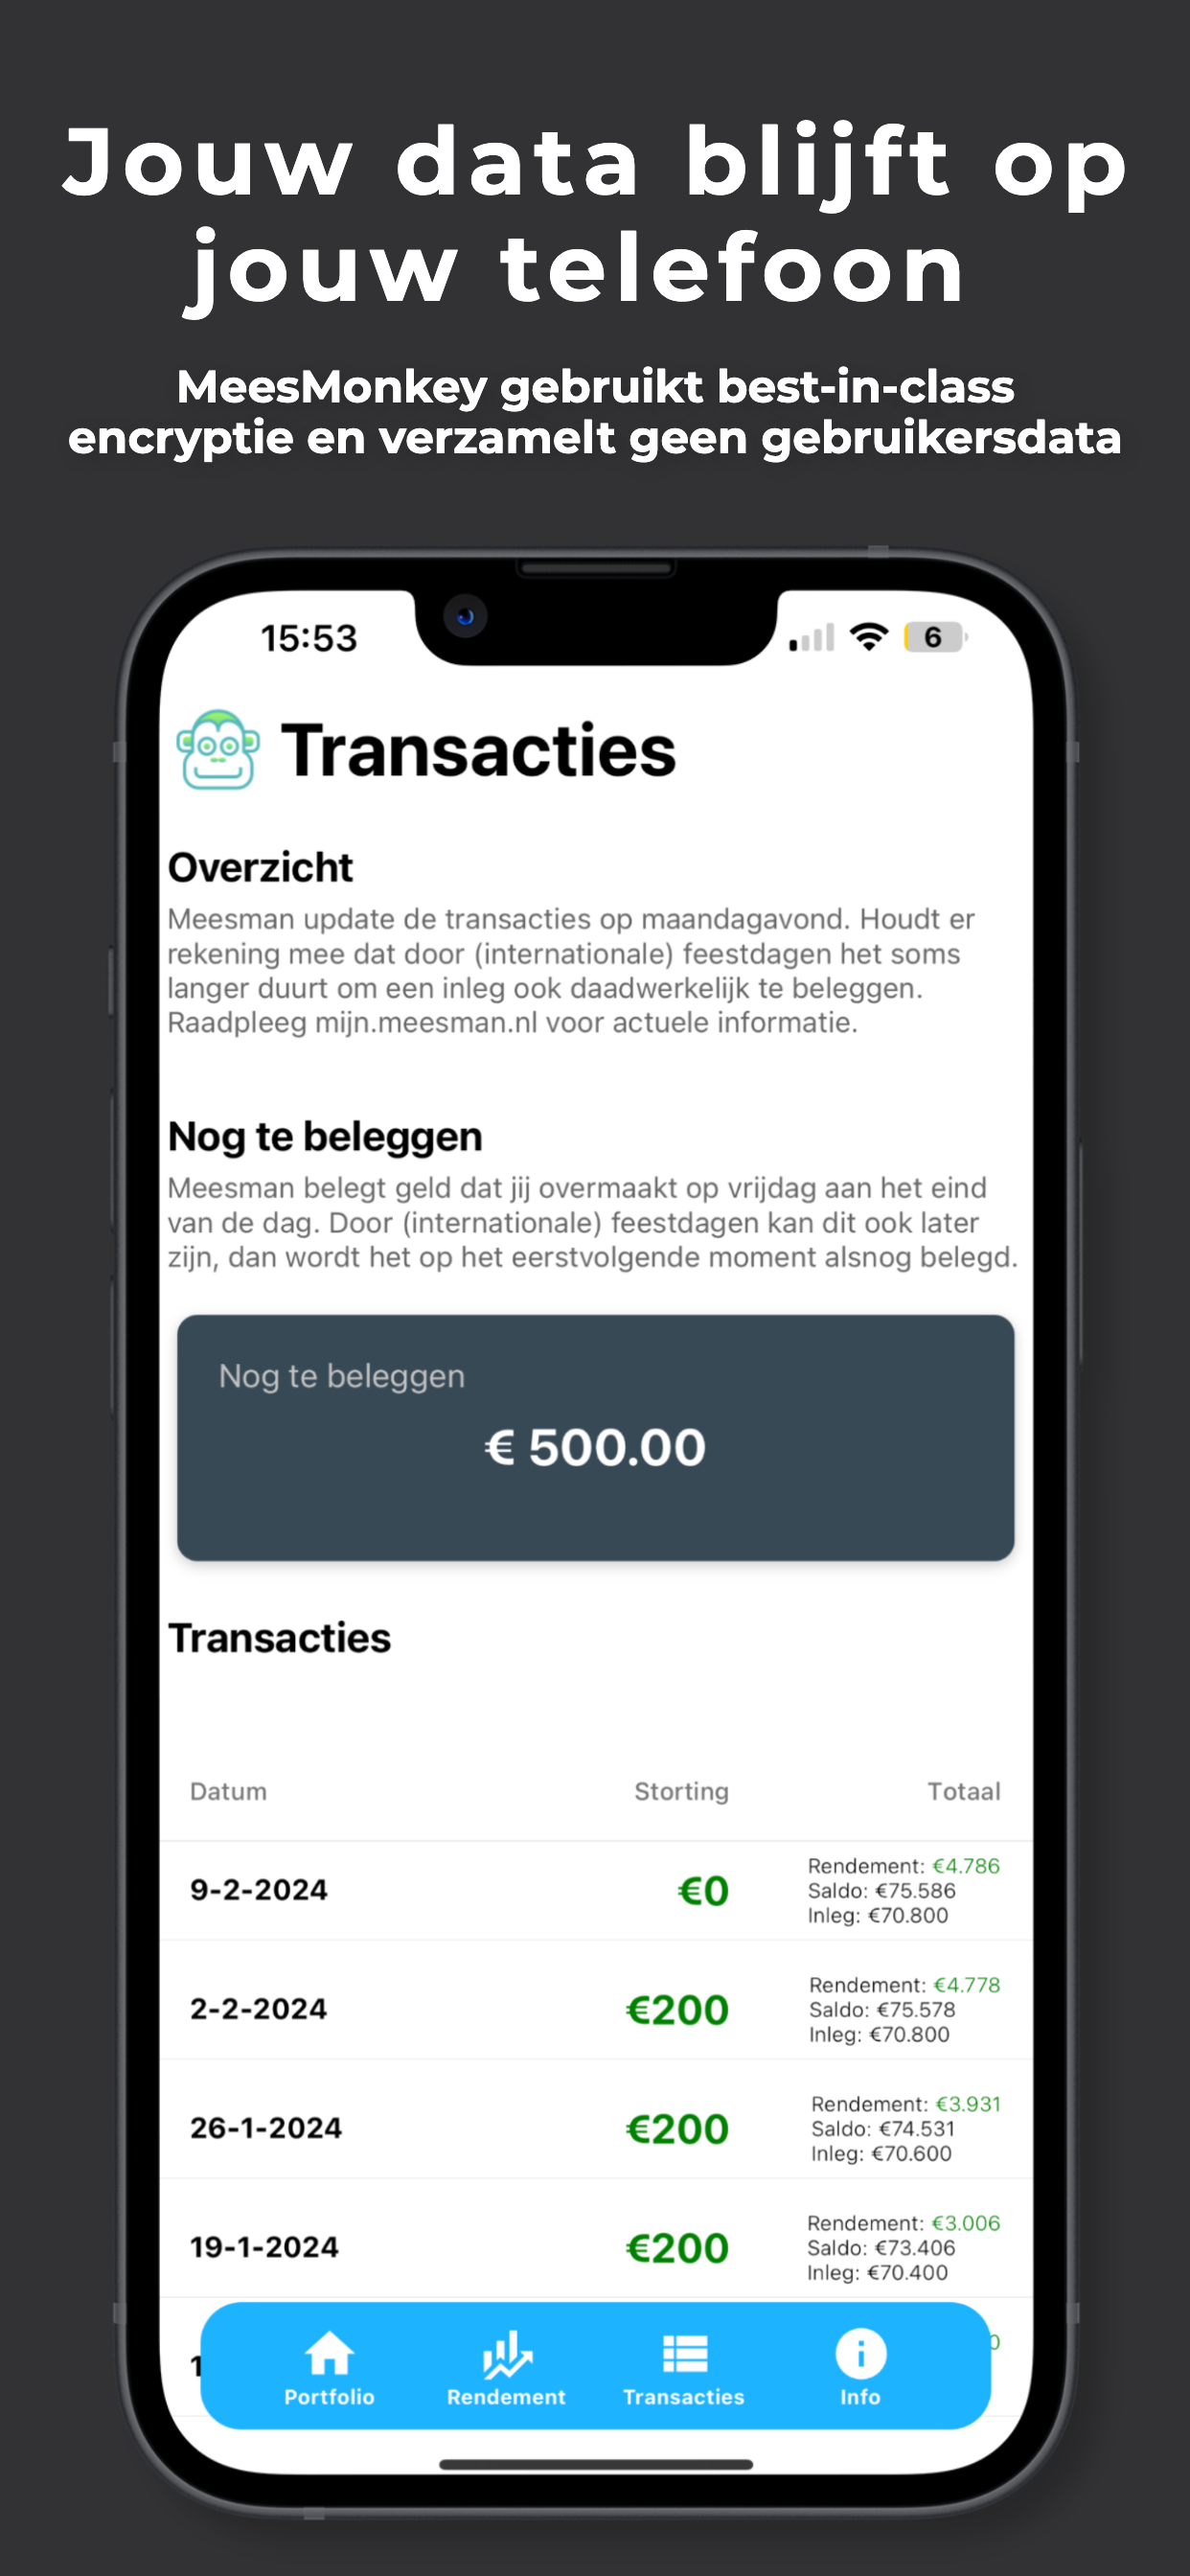 Jouw data blijft op
jouw telefoon
MeesMonkey gebruikt best-in-class
encryptie en verzamelt geen gebruikersdata
15:53
6
Transacties
Overzicht
Meesman update de transacties op maandagavond. Houdt er
rekening mee dat door (internationale) feestdagen het soms
langer duurt om een inleg ook daadwerkelijk te beleggen.
Raadpleeg mijn.meesman.nl voor actuele informatie.
Nog te beleggen
Meesman belegt geld dat jij overmaakt op vrijdag aan het eind
van de dag. Door (internationale) feestdagen kan dit ook later
zijn, dan wordt het op het eerstvolgende moment alsnog belegd.
Nog te beleggen
€ 500.00
Transacties
Datum Storting Totaal
Rendement: €4.786
9-2-2024 €0 Saldo: €75.586
Inleg: €70.800
Rendement: €4.778
2-2-2024 €200 Saldo: €75.578
Inleg: €70.800
Rendement: €3.931
26-1-2024 €200 Saldo: €74.531
Inleg: €70.600
Rendement: €3.006
19-1-2024 €200 Saldo: €73.406
Inleg: €70.400
Portfolio Rendement Transacties Info